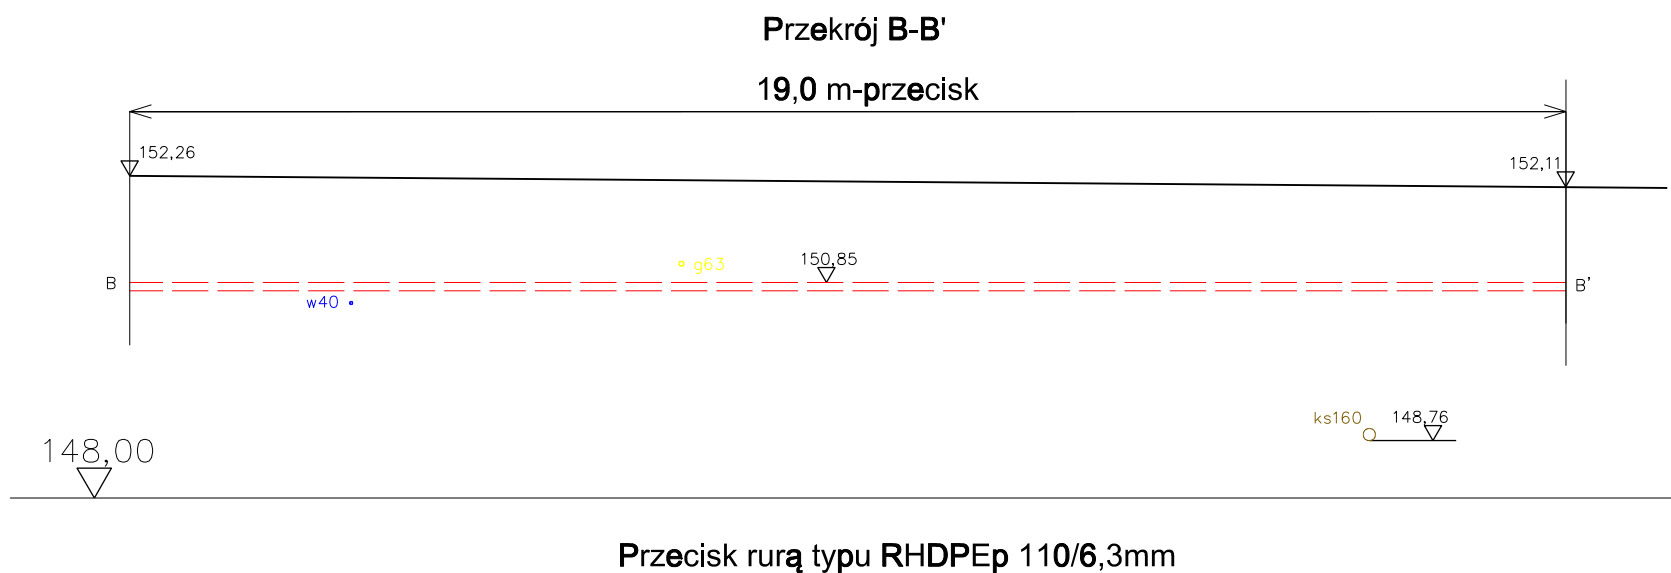 Przekrój B-B'
19,0 m-przecisk
152,26
152,11
150,85
g63
B
B'
w40
ks160
148,76
148,00
Przecisk rurą typu RHDPEp 110/6,3mm